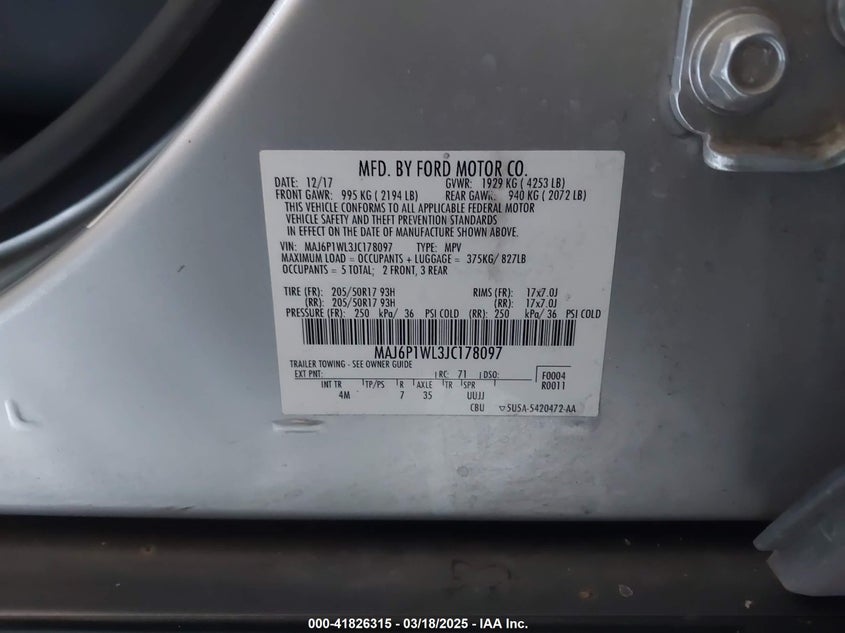 MFD. BY FORD MOTOR CO.
DATE: 12/17 GVWR: 1929 KG ( 4253 LB)
FRONT GAWR: 995 KG ( 2194 LB) REAR GAWR: 940 KG ( 2072 LB)
THIS VEHICLE CONFORMS TO ALL APPLICABLE FEDERAL MOTOR
VEHICLE SAFETY AND THEFT PREVENTION STANDARDS
IN EFFECT ON THE DATE OF MANUFACTURE SHOWN ABOVE.
VIN: MAJ6P1WL3JC178097 TYPE: MPV
MAXIMUM LOAD = OCCUPANTS + LUGGAGE = 375KG/ 827LB
OCCUPANTS = 5 TOTAL; 2 FRONT, 3 REAR
TIRE (FR): 205/50R17 93H RIMS (FR): 17x7.0J
(RR): 205/50R17 93H (RR): 17x7.0J
PRESSURE (FR): 250 kPa/ 36 PSI COLD (RR): 250 kPa/ 36 PSI COLD
MAJ6P1WL3JC178097
TRAILER TOWING - SEE OWNER GUIDE
EXT PNT: RC: 71 DSO: F0004
R0011
INT TR TP/PS R AXLE TR SPR
4M 7 35 UUJJ
CBU ▽5U5A-5420472-AA
000-41826315 - 03/18/2025 - IAA Inc.